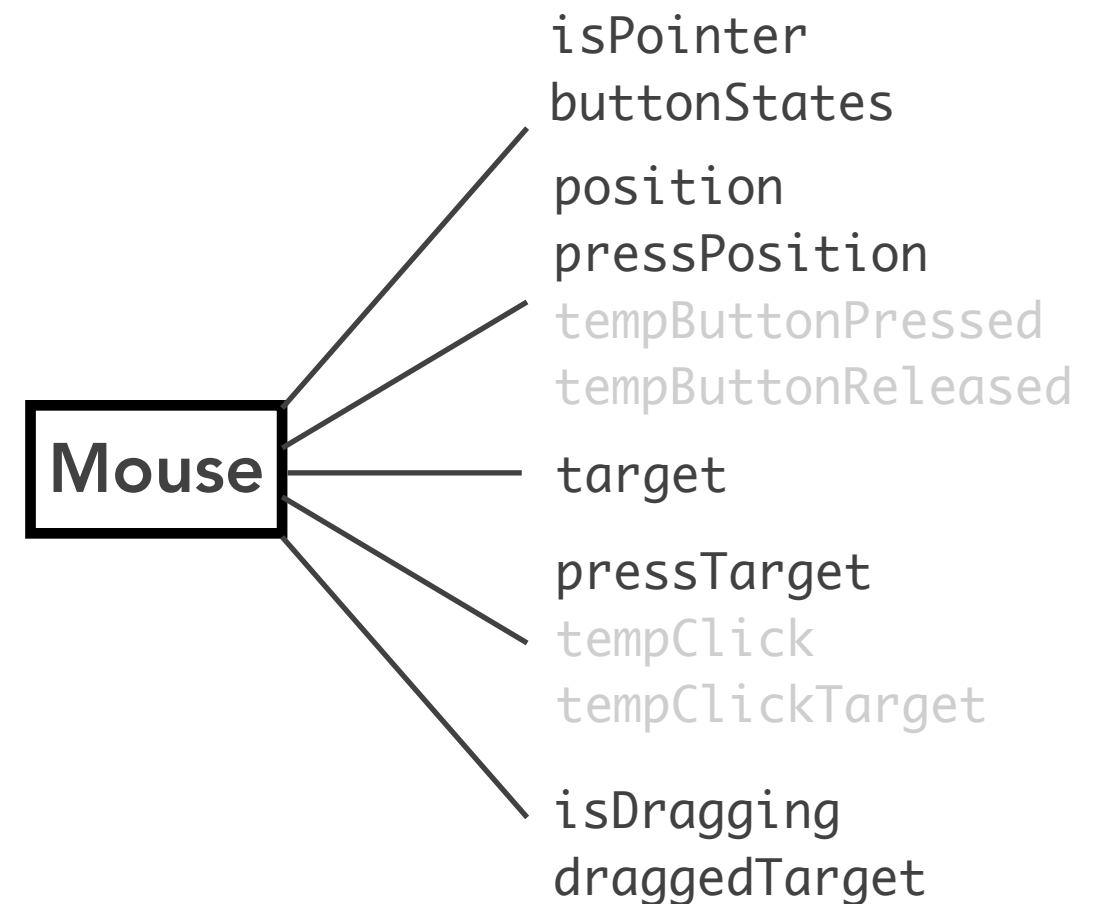 isPointer
buttonStates
position
pressPosition
tempButtonPressed
tempButtonReleased
Mouse
target
pressTarget
tempClick
tempClickTarget
isDragging
draggedTarget